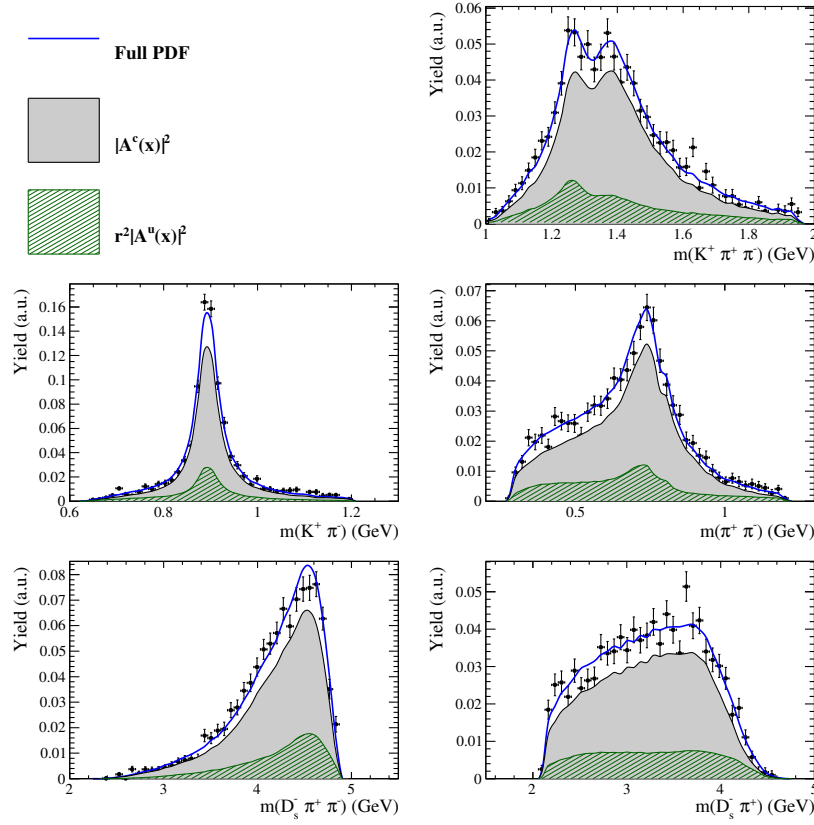 Full PDF
|A^c(x)|^2
r^2|A^u(x)|^2
Yield (a.u.)
0.06
0.05
0.04
0.03
0.02
0.01
0
1 1.2 1.4 1.6 1.8 2
m(K^+ π^+ π^-) (GeV)
Yield (a.u.)
0.16
0.14
0.12
0.1
0.08
0.06
0.04
0.02
0
0.6 0.8 1 1.2
m(K^+ π^-) (GeV)
Yield (a.u.)
0.07
0.06
0.05
0.04
0.03
0.02
0.01
0
0.5 1
m(π^+ π^-) (GeV)
Yield (a.u.)
0.08
0.07
0.06
0.05
0.04
0.03
0.02
0.01
0
2 3 4 5
m(D_s^- π^+ π^-) (GeV)
Yield (a.u.)
0.05
0.04
0.03
0.02
0.01
0
2 3 4 5
m(D_s^- π^+) (GeV)